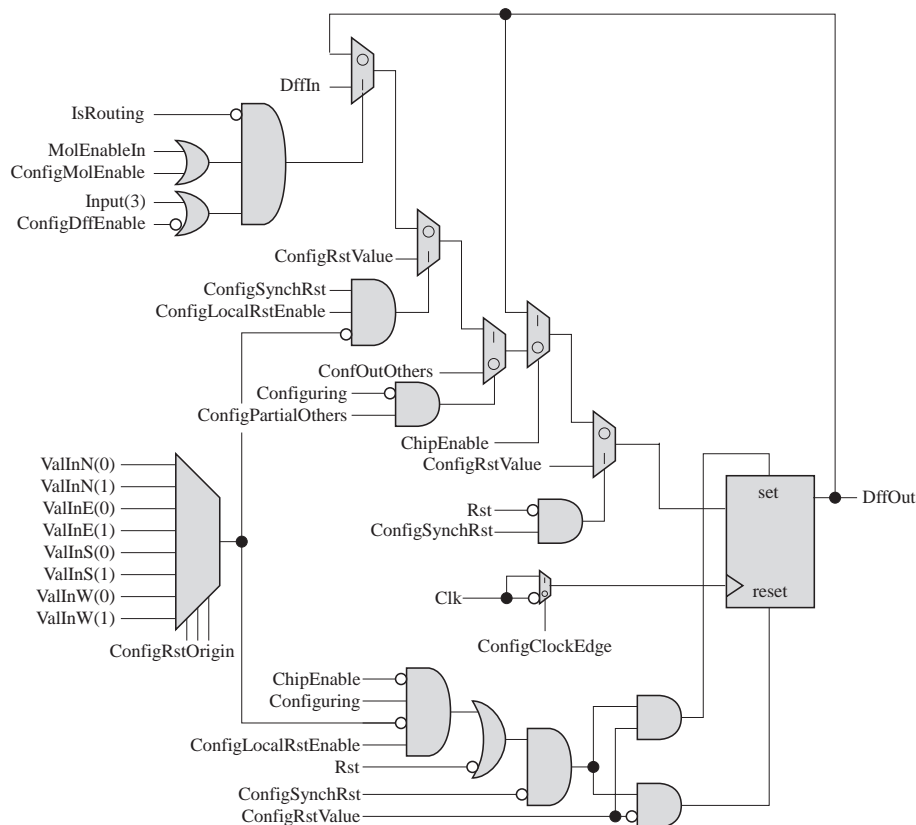 DffIn
IsRouting
MolEnableIn
ConfigMolEnable
Input(3)
ConfigDffEnable
ConfigRstValue
ConfigSynchRst
ConfigLocalRstEnable
ConfOutOthers
Configuring
ConfigPartialOthers
ChipEnable
ConfigRstValue
ValInN(0)
ValInN(1)
ValInE(0)
ValInE(1)
ValInS(0)
ValInS(1)
ValInW(0)
ValInW(1)
ConfigRstOrigin
Rst
ConfigSynchRst
set
DffOut
reset
Clk
ConfigClockEdge
ChipEnable
Configuring
ConfigLocalRstEnable
Rst
ConfigSynchRst
ConfigRstValue